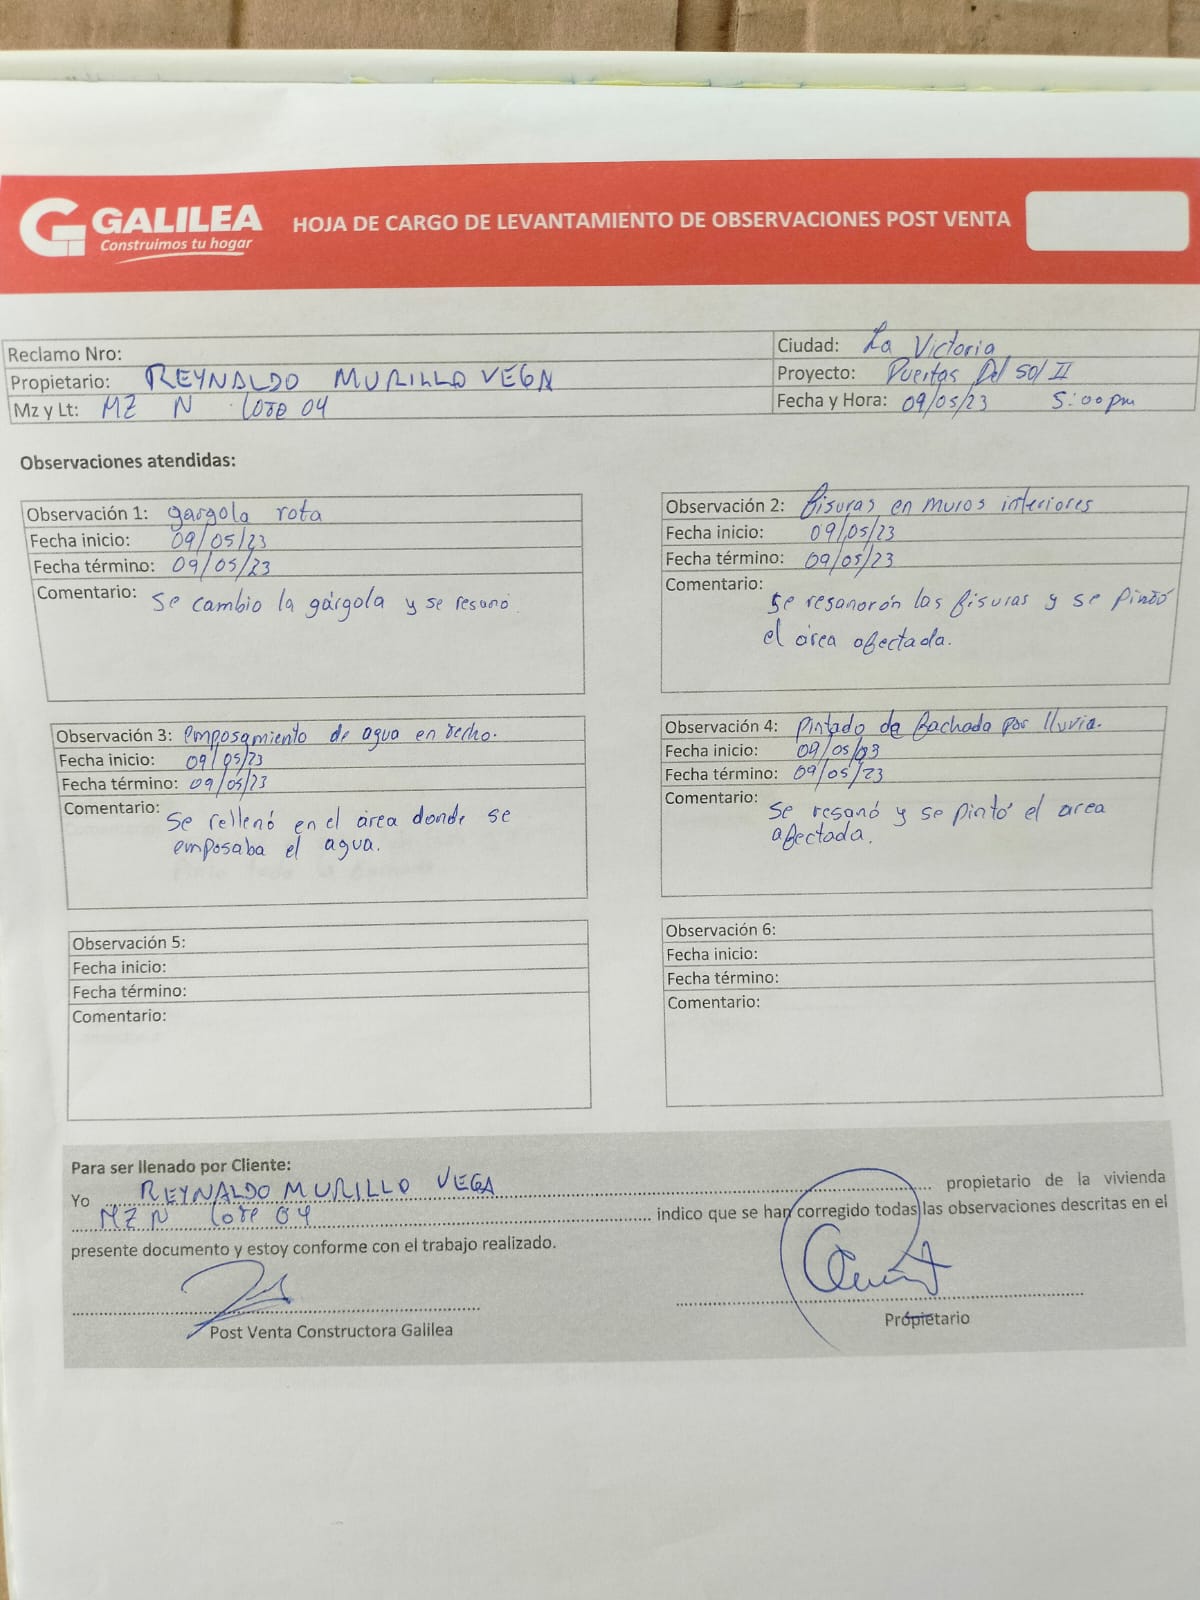 GALILEA
Construimos tu hogar
HOJA DE CARGO DE LEVANTAMIENTO DE OBSERVACIONES POST VENTA
Reclamo Nro:
Propietario: REYNALDO MURILLO VEGA
Mz y Lt: MZ N Lote 04
Ciudad: La Victoria
Proyecto: Puertas Del Sol II
Fecha y Hora: 09/05/23 5:00 pm
Observaciones atendidas:
Observación 1: gargola rota
Fecha inicio: 09/05/23
Fecha término: 09/05/23
Comentario: Se cambio la gárgola y se resanó.
Observación 2: fisuras en muros interiores
Fecha inicio: 09/05/23
Fecha término: 09/05/23
Comentario: Se resanorón las fisuras y se pintó
el área afectada.
Observación 3: emposamiento de agua en techo.
Fecha inicio: 09/05/23
Fecha término: 09/05/23
Comentario: Se rellenó en el área donde se
emposaba el agua.
Observación 4: Pintado de fachada por lluvia.
Fecha inicio: 09/05/23
Fecha término: 09/05/23
Comentario: Se resanó y se pintó el area
afectada.
Observación 5:
Fecha inicio:
Fecha término:
Comentario:
Observación 6:
Fecha inicio:
Fecha término:
Comentario:
Para ser llenado por Cliente:
Yo REYNALDO MURILLO VEGA propietario de la vivienda
MZ N Lote 04 indico que se han corregido todas las observaciones descritas en el
presente documento y estoy conforme con el trabajo realizado.
Post Venta Constructora Galilea
Propietario